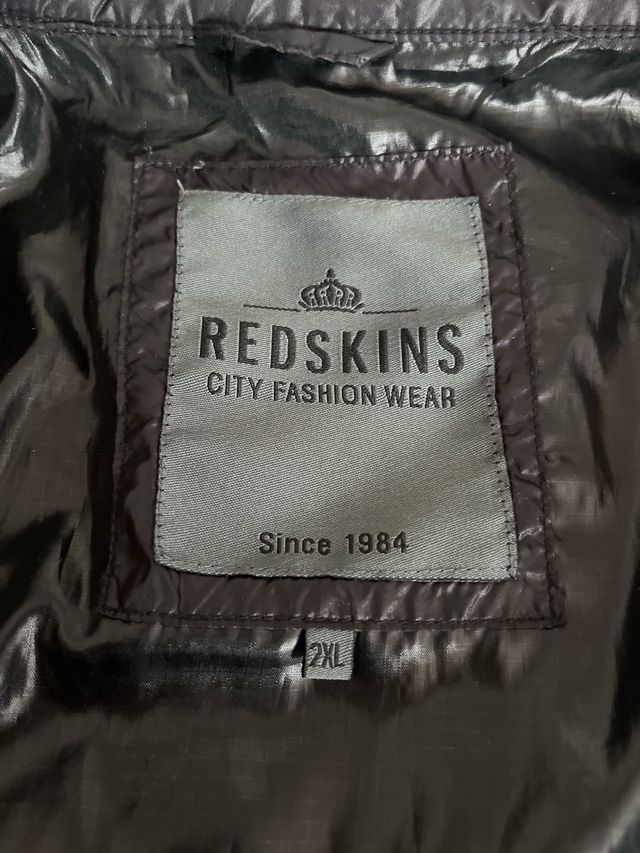 REDSKINS
CITY FASHION WEAR
Since 1984
2XL